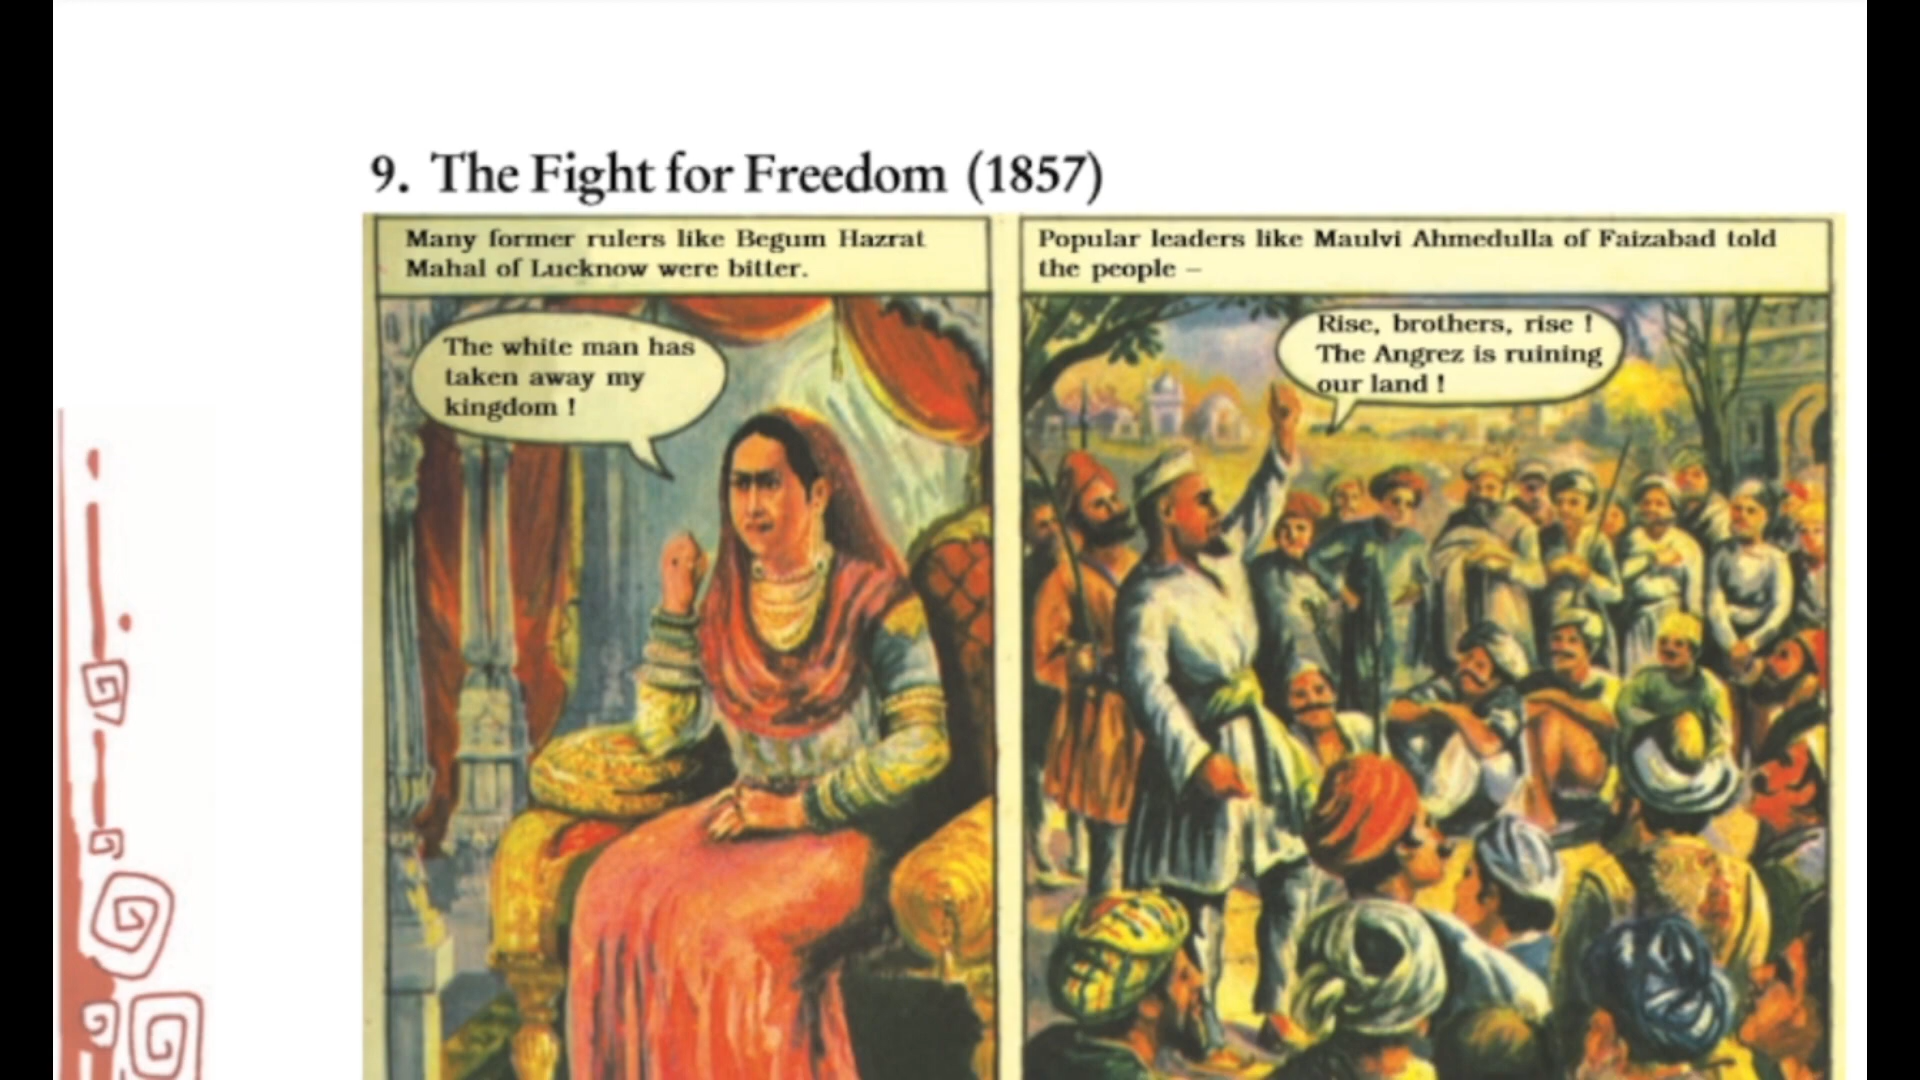 9. The Fight for Freedom (1857)
Many former rulers like Begum Hazrat
Mahal of Lucknow were bitter.
The white man has
taken away my
kingdom !
Popular leaders like Maulvi Ahmedulla of Faizabad told
the people –
Rise, brothers, rise !
The Angrez is ruining
our land !